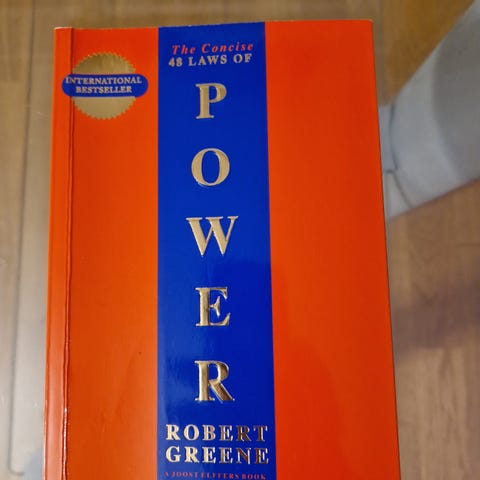 The Concise
48 LAWS OF
INTERNATIONAL
BESTSELLER
P
O
W
E
R
ROBERT
GREENE
A JOOST ELFFERS BOOK